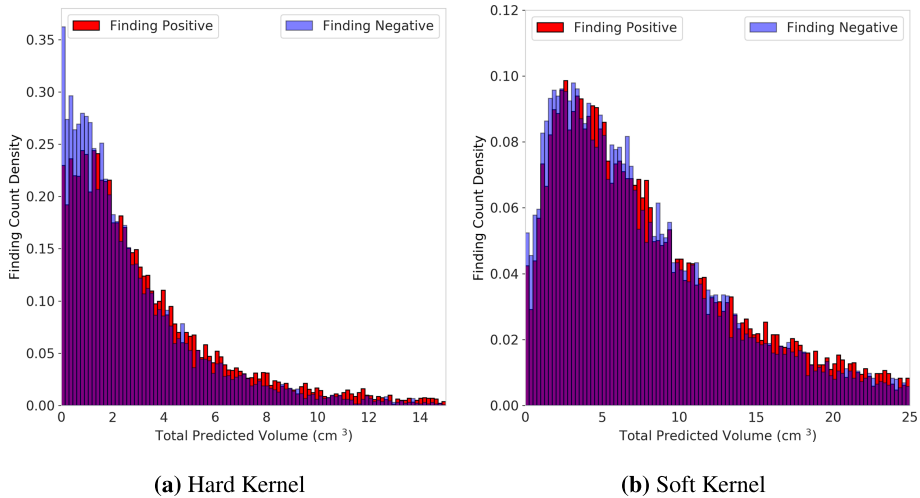 Finding Positive
Finding Negative
0.35
0.30
0.25
0.20
0.15
0.10
0.05
0.00
Finding Count Density
0 2 4 6 8 10 12 14
Total Predicted Volume (cm ³)
(a) Hard Kernel
Finding Positive
Finding Negative
0.12
0.10
0.08
0.06
0.04
0.02
0.00
Finding Count Density
0 5 10 15 20 25
Total Predicted Volume (cm ³)
(b) Soft Kernel